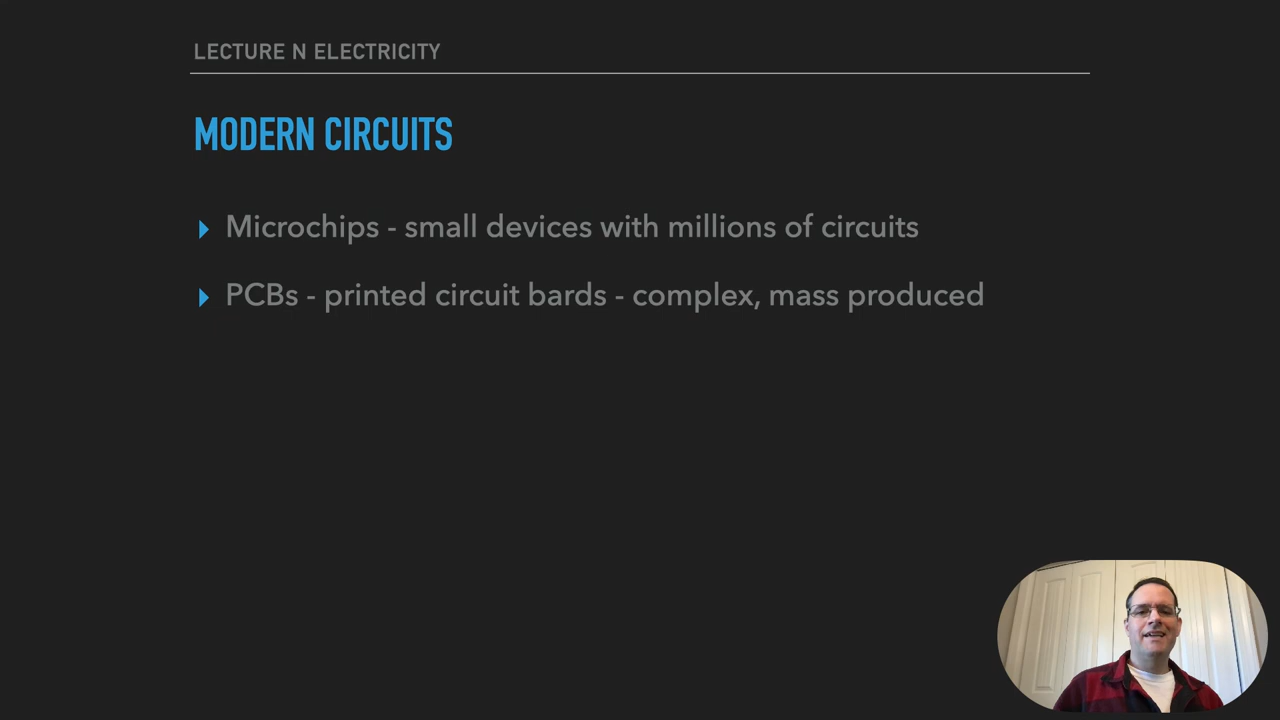 LECTURE N ELECTRICITY
MODERN CIRCUITS
Microchips - small devices with millions of circuits
PCBs - printed circuit bards - complex, mass produced